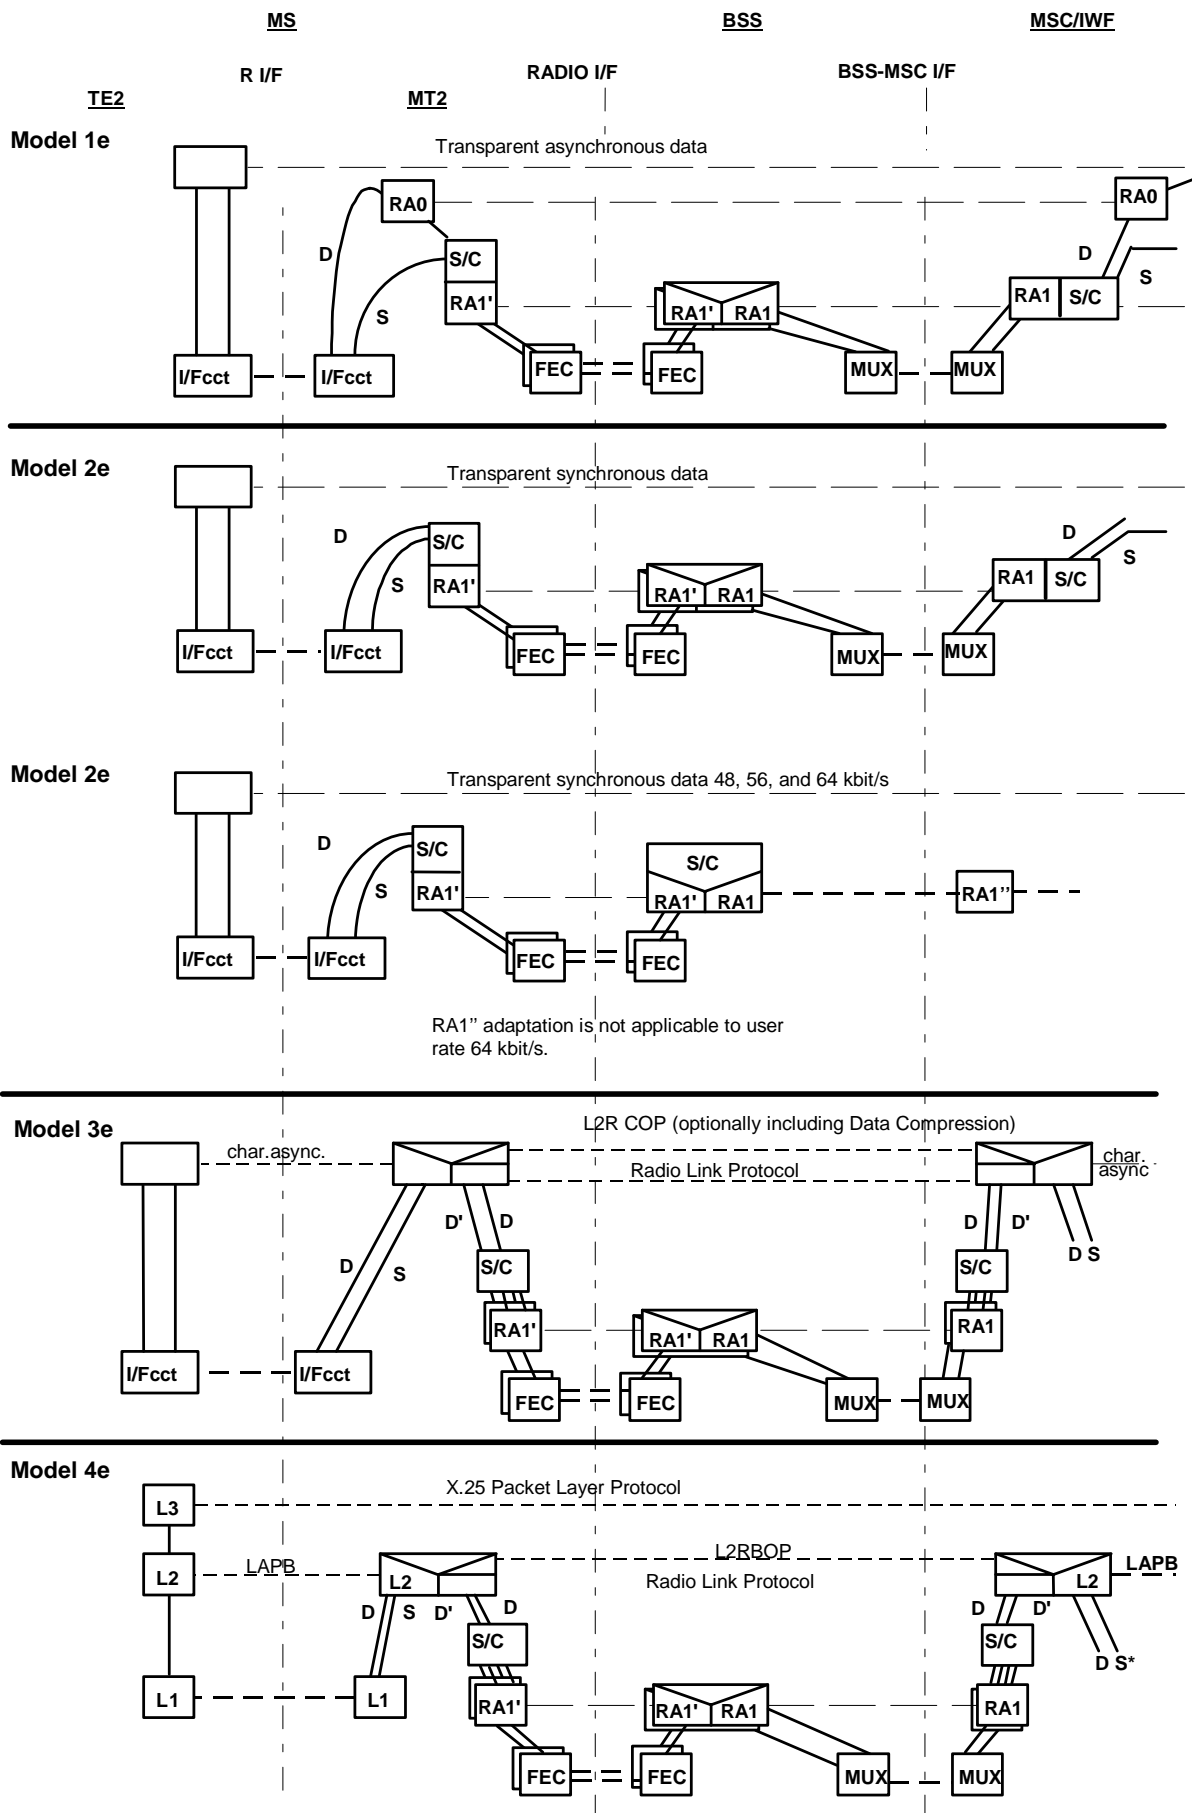 MS
BSS
MSC/IWF
R I/F
RADIO I/F
BSS-MSC I/F
TE2
MT2
Model 1e
Transparent asynchronous data
RA0
RA0
D
S/C
D
S
RA1'
S
RA1' RA1
RA1 S/C
I/Fcct
I/Fcct
FEC
FEC
MUX
MUX
Model 2e
Transparent synchronous data
D
S/C
D
S
S
RA1'
RA1' RA1
RA1 S/C
I/Fcct
I/Fcct
FEC
FEC
MUX
MUX
Model 2e
Transparent synchronous data 48, 56, and 64 kbit/s
D
S/C
S/C
S
RA1'
RA1' RA1
RA1''
I/Fcct
I/Fcct
FEC
FEC
RA1'' adaptation is not applicable to user
rate 64 kbit/s.
Model 3e
L2R COP (optionally including Data Compression)
char.async.
Radio Link Protocol
char.
async
D' D
D D'
D S
D
S
S/C
S/C
RA1'
RA1' RA1
RA1
I/Fcct
I/Fcct
FEC
FEC
MUX
MUX
Model 4e
X.25 Packet Layer Protocol
L3
L2RBOP
L2
LAPB
L2
Radio Link Protocol
L2
LAPB
D S D' D
D D'
S/C
S/C
D S*
L1
L1
RA1'
RA1' RA1
RA1
FEC
FEC
MUX
MUX